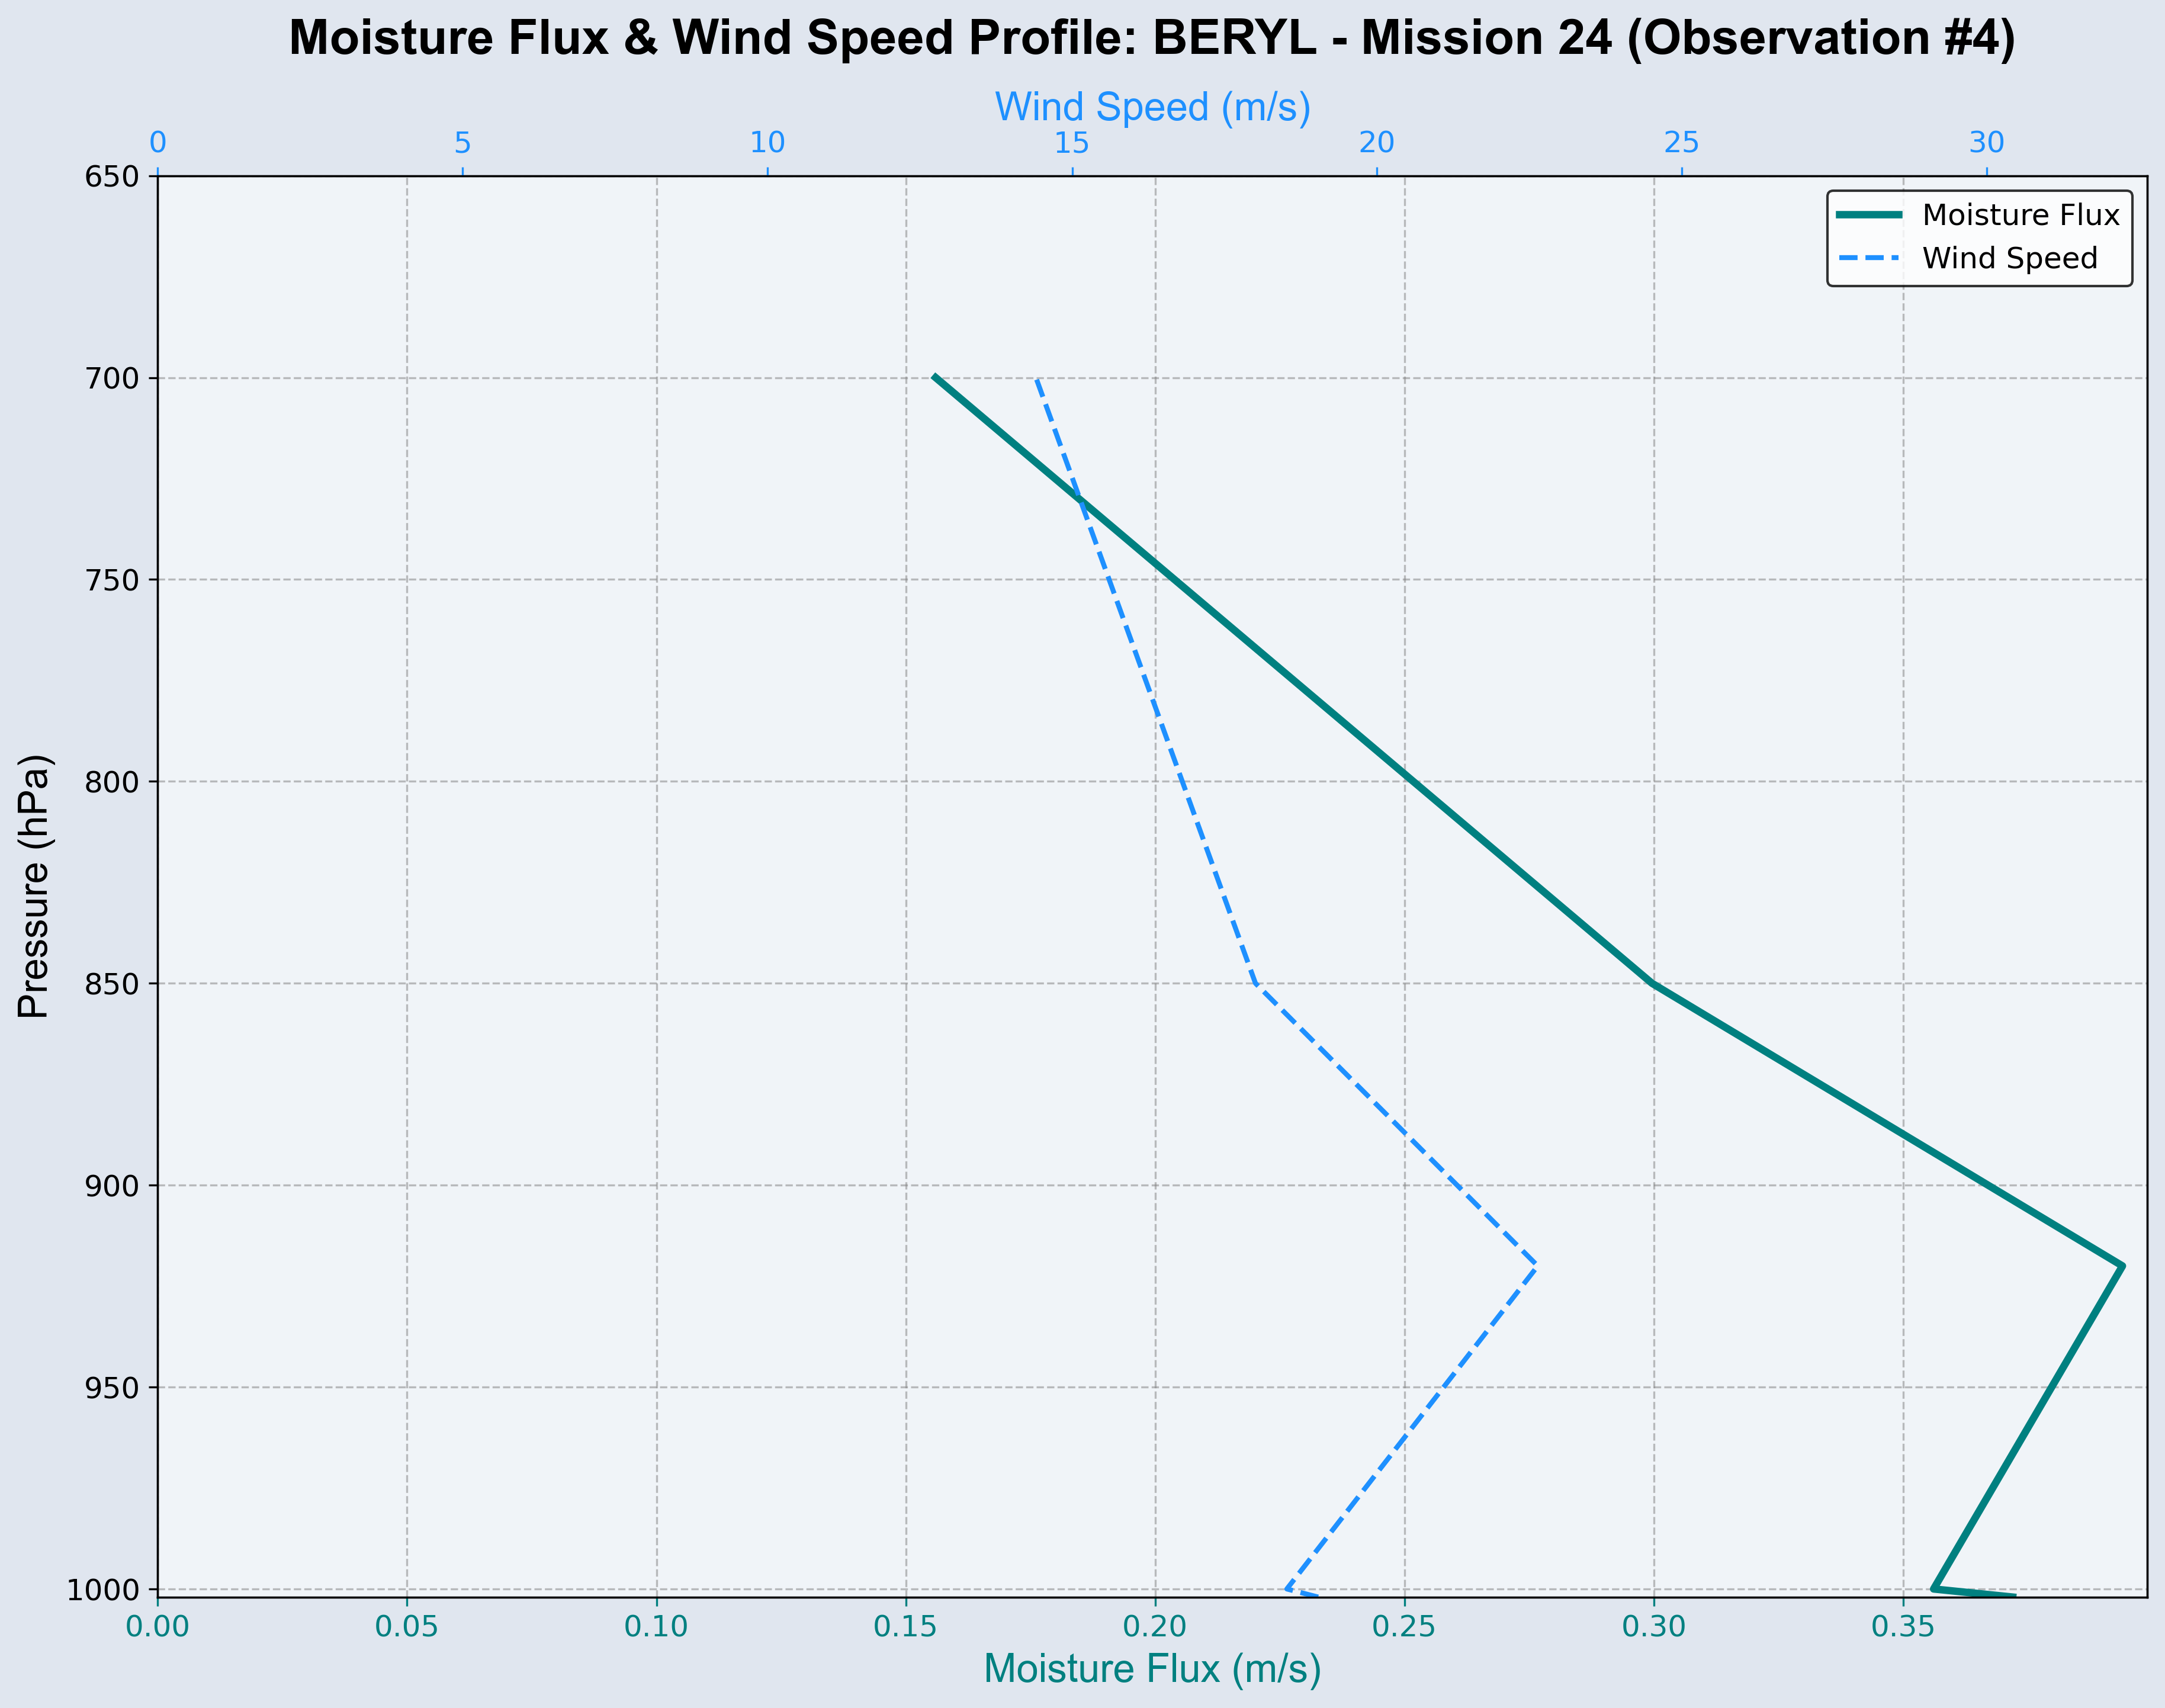 Moisture Flux & Wind Speed Profile: BERYL - Mission 24 (Observation #4)
Wind Speed (m/s)
0 5 10 15 20 25 30
Moisture Flux
Wind Speed
Pressure (hPa)
650
700
750
800
850
900
950
1000
0.00 0.05 0.10 0.15 0.20 0.25 0.30 0.35
Moisture Flux (m/s)